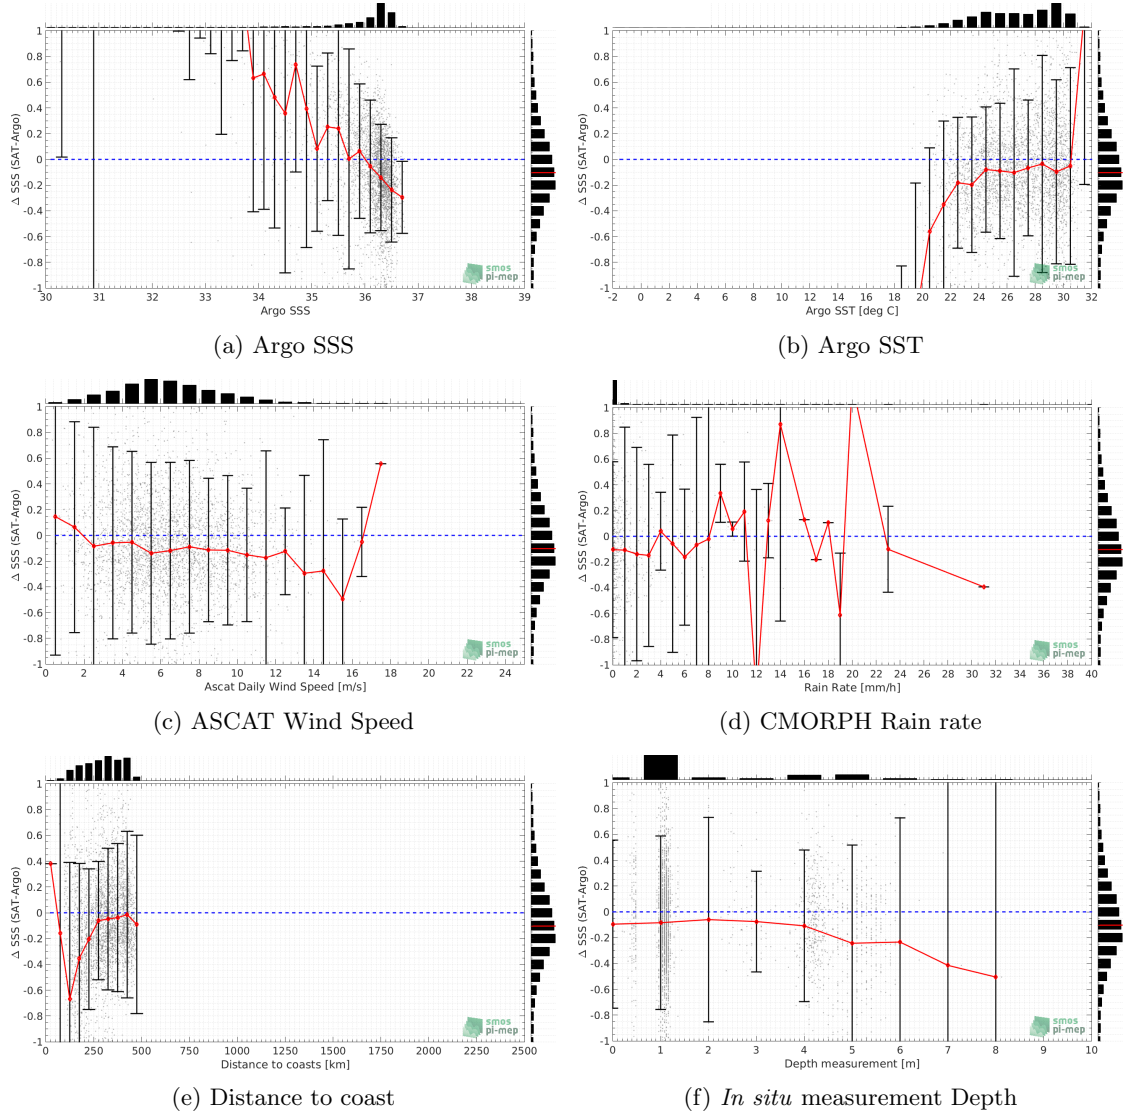 1
0.8
0.6
0.4
0.2
0
-0.2
-0.4
-0.6
-0.8
-1
Δ SSS (SAT-Argo)
30 31 32 33 34 35 36 37 38 39
Argo SSS
smos
pi-mep
(a) Argo SSS
1
0.8
0.6
0.4
0.2
0
-0.2
-0.4
-0.6
-0.8
-1
Δ SSS (SAT-Argo)
-2 0 2 4 6 8 10 12 14 16 18 20 22 24 26 28 30 32
Argo SST [deg C]
smos
pi-mep
(b) Argo SST
1
0.8
0.6
0.4
0.2
0
-0.2
-0.4
-0.6
-0.8
-1
Δ SSS (SAT-Argo)
0 2 4 6 8 10 12 14 16 18 20 22 24
Ascat Daily Wind Speed [m/s]
smos
pi-mep
(c) ASCAT Wind Speed
1
0.8
0.6
0.4
0.2
0
-0.2
-0.4
-0.6
-0.8
-1
Δ SSS (SAT-Argo)
0 2 4 6 8 10 12 14 16 18 20 22 24 26 28 30 32 34 36 38 40
Rain Rate [mm/h]
smos
pi-mep
(d) CMORPH Rain rate
1
0.8
0.6
0.4
0.2
0
-0.2
-0.4
-0.6
-0.8
-1
Δ SSS (SAT-Argo)
0 250 500 750 1000 1250 1500 1750 2000 2250 2500
Distance to coasts [km]
smos
pi-mep
(e) Distance to coast
1
0.8
0.6
0.4
0.2
0
-0.2
-0.4
-0.6
-0.8
-1
Δ SSS (SAT-Argo)
0 1 2 3 4 5 6 7 8 9 10
Depth measurement [m]
smos
pi-mep
(f) In situ measurement Depth